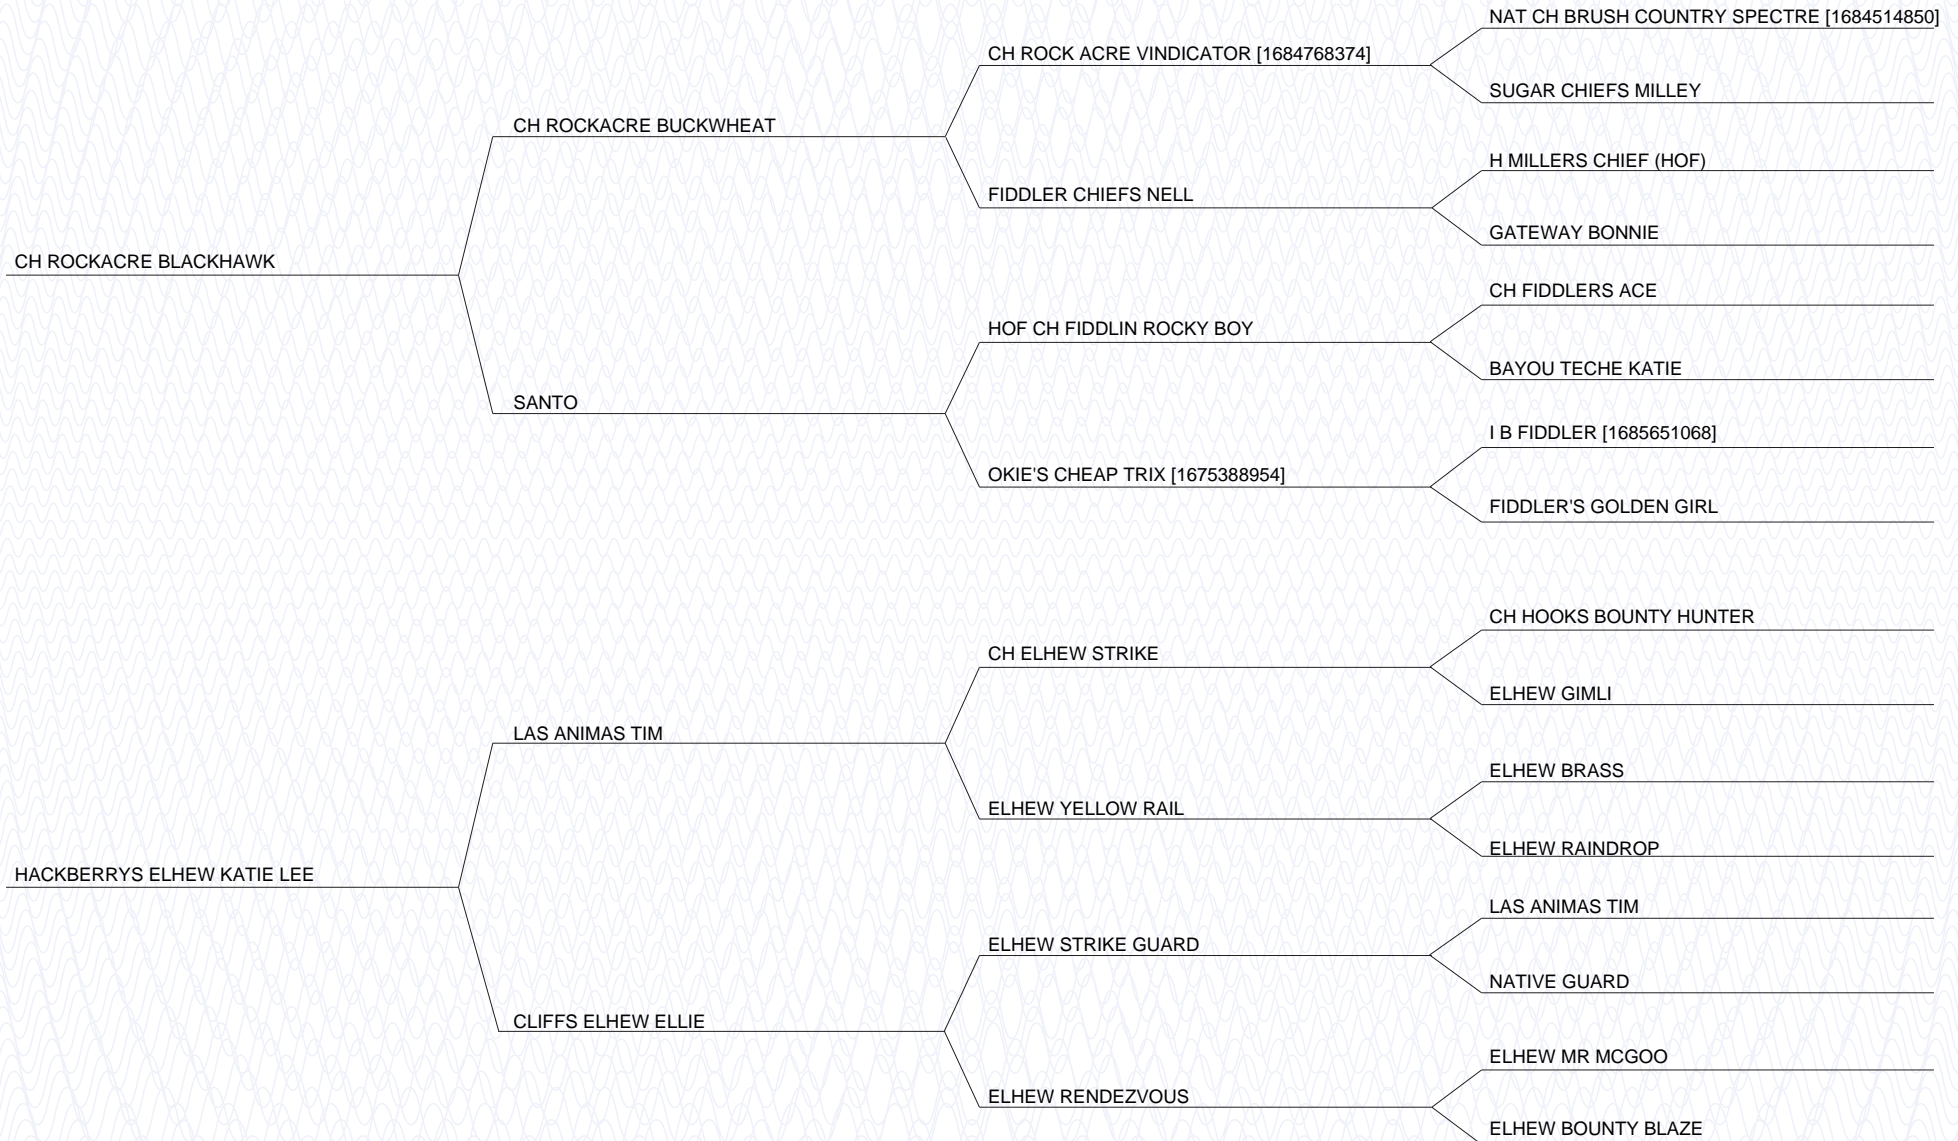 NAT CH BRUSH COUNTRY SPECTRE [1684514850]
CH ROCK ACRE VINDICATOR [1684768374]
SUGAR CHIEFS MILLEY
CH ROCKACRE BUCKWHEAT
H MILLERS CHIEF (HOF)
FIDDLER CHIEFS NELL
GATEWAY BONNIE
CH ROCKACRE BLACKHAWK
CH FIDDLERS ACE
HOF CH FIDDLIN ROCKY BOY
BAYOU TECHE KATIE
SANTO
I B FIDDLER [1685651068]
OKIE'S CHEAP TRIX [1675388954]
FIDDLER'S GOLDEN GIRL
CH HOOKS BOUNTY HUNTER
CH ELHEW STRIKE
ELHEW GIMLI
LAS ANIMAS TIM
ELHEW BRASS
ELHEW YELLOW RAIL
ELHEW RAINDROP
HACKBERRYS ELHEW KATIE LEE
LAS ANIMAS TIM
ELHEW STRIKE GUARD
NATIVE GUARD
CLIFFS ELHEW ELLIE
ELHEW MR MCGOO
ELHEW RENDEZVOUS
ELHEW BOUNTY BLAZE